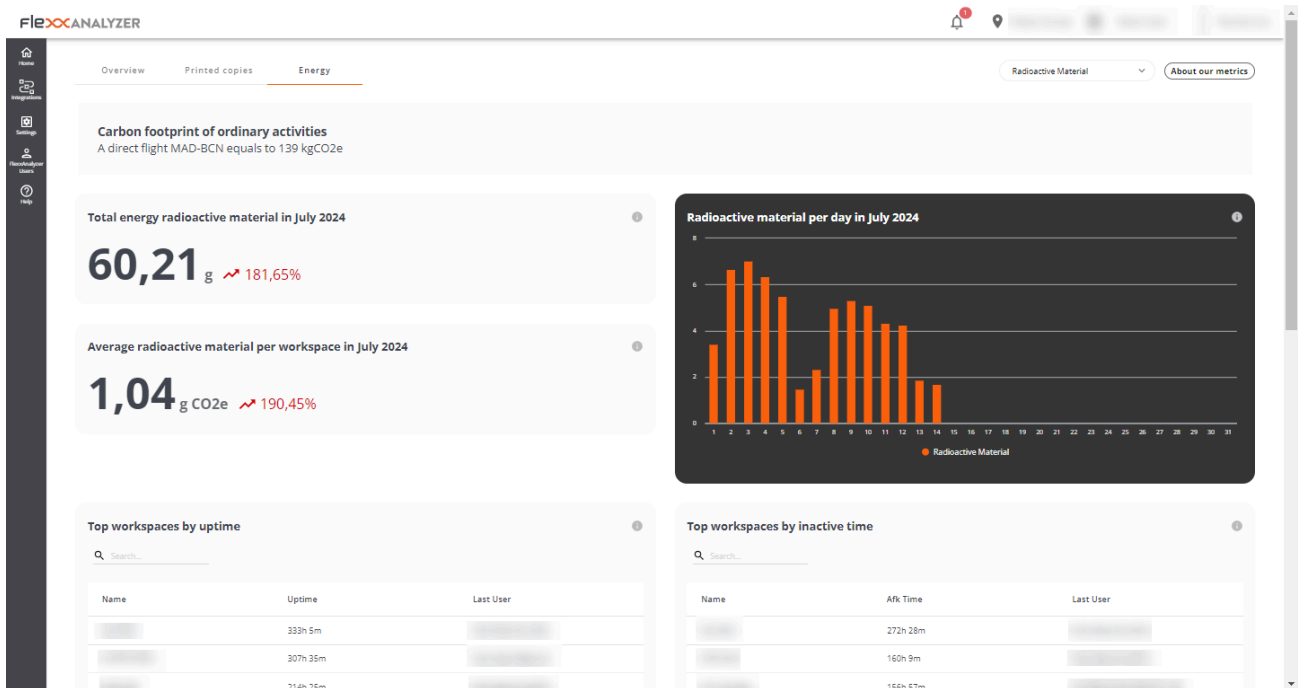 FlexxANALYZER
1
Home
Integrations
Settings
FlexxAnalyzer
Users
Help
Overview Printed copies Energy
Radioactive Material
About our metrics
Carbon footprint of ordinary activities
A direct flight MAD-BCN equals to 139 kgCO2e
Total energy radioactive material in July 2024
60,21 g 181,65%
Average radioactive material per workspace in July 2024
1,04 g CO2e 190,45%
Radioactive material per day in July 2024
8
6
4
2
0
1 2 3 4 5 6 7 8 9 10 11 12 13 14 15 16 17 18 19 20 21 22 23 24 25 26 27 28 29 30 31
Radioactive Material
Top workspaces by uptime
Search...
Name Uptime Last User
333h 5m
307h 35m
214h 25m
Top workspaces by inactive time
Search...
Name Afk Time Last User
272h 28m
160h 9m
156h 57m